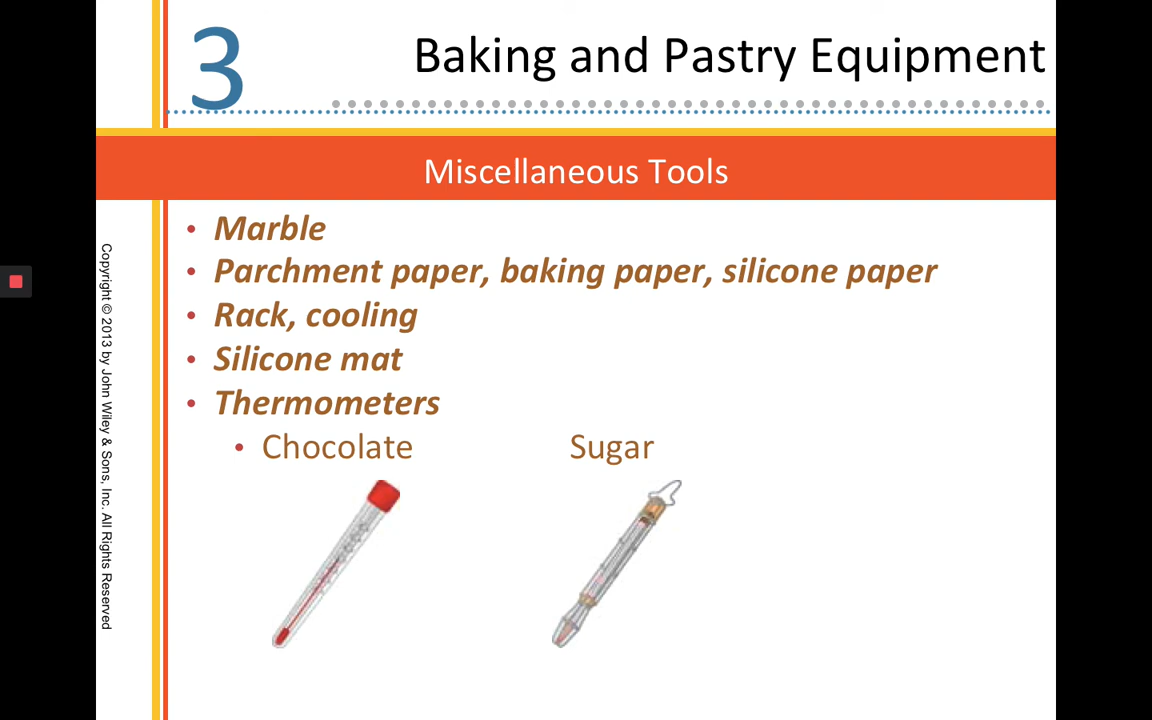 3
Baking and Pastry Equipment
Miscellaneous Tools
• Marble
• Parchment paper, baking paper, silicone paper
• Rack, cooling
• Silicone mat
• Thermometers
• Chocolate Sugar
Copyright © 2013 by John Wiley & Sons, Inc. All Rights Reserved